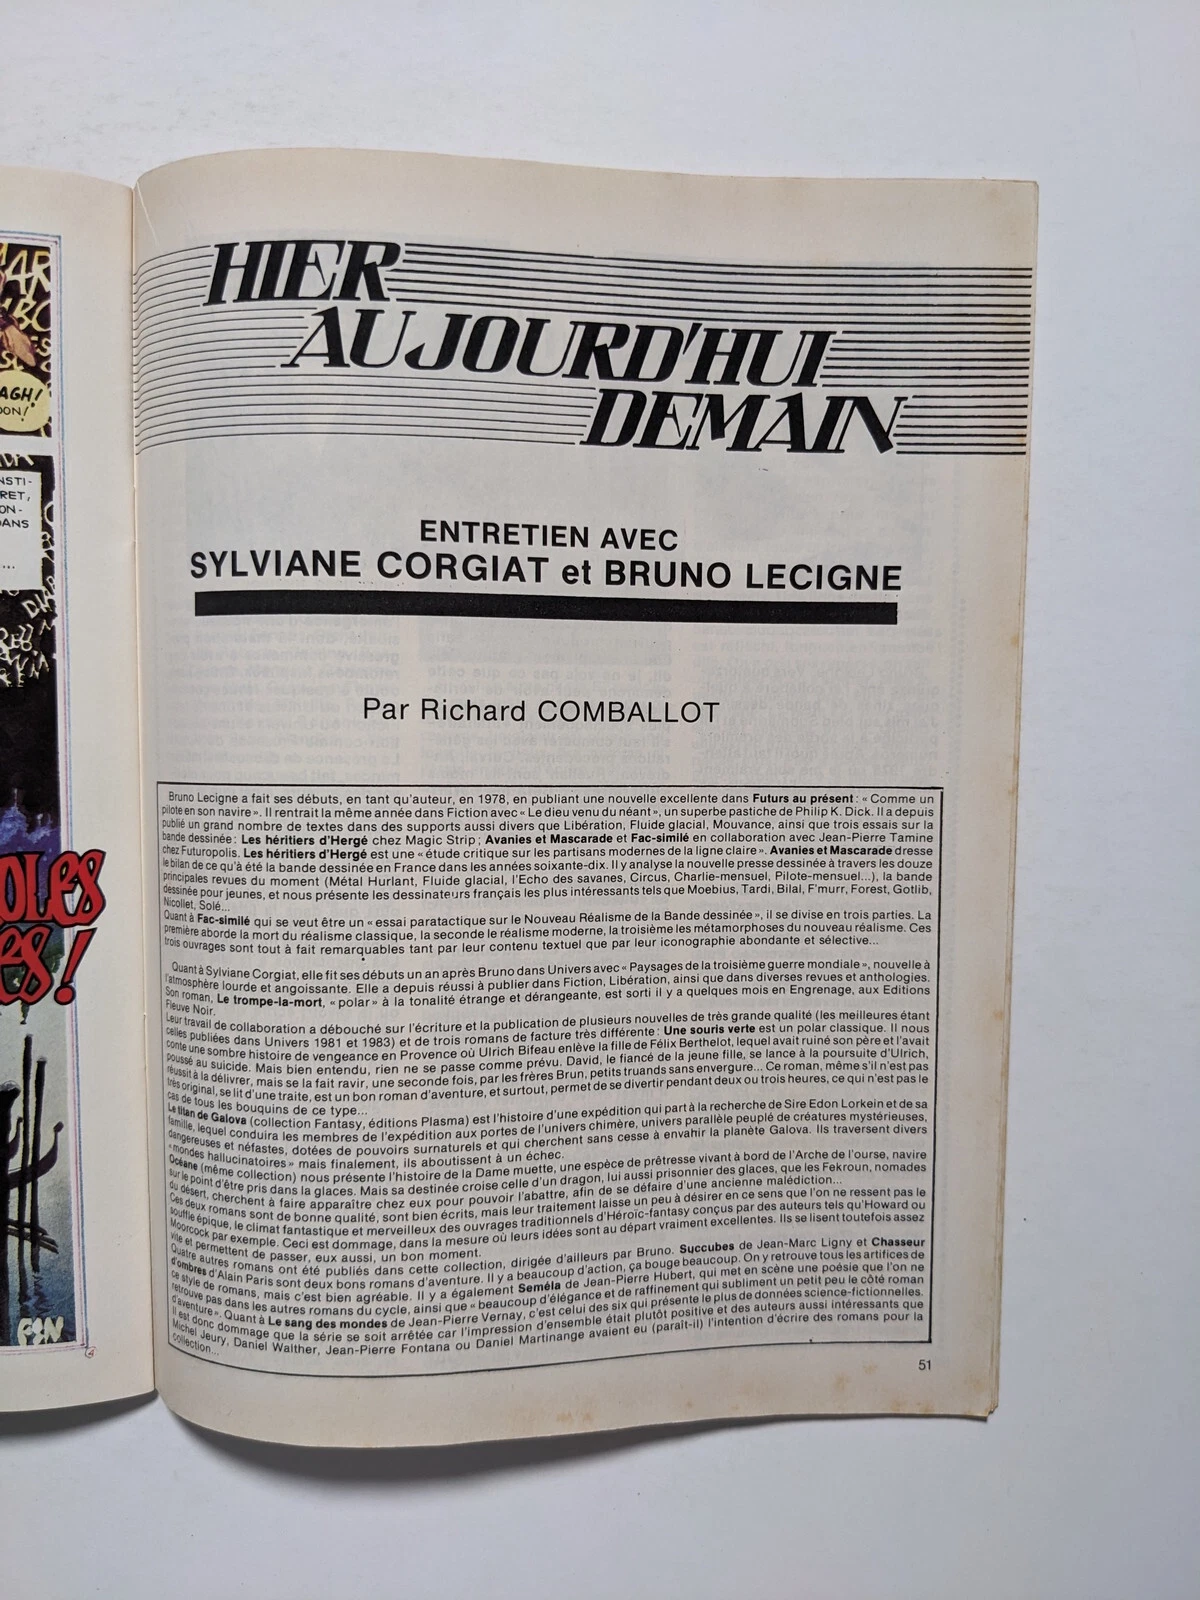 AR
BO
AGH!
OON!
NSTI-
RET,
ON-
DANS
...
OLES
ES!
HIER
AUJOURD'HUI
DEMAIN
ENTRETIEN AVEC
SYLVIANE CORGIAT et BRUNO LECIGNE
Par Richard COMBALLOT
Bruno Lecigne a fait ses débuts, en tant qu'auteur, en 1978, en publiant une nouvelle excellente dans Futurs au présent : « Comme un
pilote en son navire ». Il rentrait la même année dans Fiction avec « Le dieu venu du néant », un superbe pastiche de Philip K. Dick. Il a depuis
publié un grand nombre de textes dans des supports aussi divers que Libération, Fluide glacial, Mouvance, ainsi que trois essais sur la
bande dessinée : Les héritiers d'Hergé chez Magic Strip ; Avanies et Mascarade et Fac-similé en collaboration avec Jean-Pierre Tamine
chez Futuropolis. Les héritiers d'Hergé est une « étude critique sur les partisans modernes de la ligne claire ». Avanies et Mascarade dresse
le bilan de ce qu'à été la bande dessinée en France dans les années soixante-dix. Il y analyse la nouvelle presse dessinée à travers les douze
principales revues du moment (Métal Hurlant, Fluide glacial, l'Echo des savanes, Circus, Charlie-mensuel, Pilote-mensuel...), la bande
dessinée pour jeunes, et nous présente les dessinateurs français les plus intéressants tels que Moebius, Tardi, Bilal, F'murr, Forest, Gotlib,
Nicollet, Solé...
Quant à Fac-similé qui se veut être un « essai paratactique sur le Nouveau Réalisme de la Bande dessinée », il se divise en trois parties. La
première aborde la mort du réalisme classique, la seconde le réalisme moderne, la troisième les métamorphoses du nouveau réalisme. Ces
trois ouvrages sont tout à fait remarquables tant par leur contenu textuel que par leur iconographie abondante et sélective...
Quant à Sylviane Corgiat, elle fit ses débuts un an après Bruno dans Univers avec « Paysages de la troisième guerre mondiale », nouvelle à
l'atmosphère lourde et angoissante. Elle a depuis réussi à publier dans Fiction, Libération, ainsi que dans diverses revues et anthologies.
Son roman, Le trompe-la-mort, « polar » à la tonalité étrange et dérangeante, est sorti il y a quelques mois en Engrenage, aux Editions
Fleuve Noir.
Leur travail de collaboration a débouché sur l'écriture et la publication de plusieurs nouvelles de très grande qualité (les meilleures étant
celles publiées dans Univers 1981 et 1983) et de trois romans de facture très différente : Une souris verte est un polar classique. Il nous
conte une sombre histoire de vengeance en Provence où Ulrich Bifeau enlève la fille de Félix Berthelot, lequel avait ruiné son père et l'avait
poussé au suicide. Mais bien entendu, rien ne se passe comme prévu. David, le fiancé de la jeune fille, se lance à la poursuite d'Ulrich,
réussit à la délivrer, mais se la fait ravir, une seconde fois, par les frères Brun, petits truands sans envergure... Ce roman, même s'il n'est pas
très original, se lit d'une traite, est un bon roman d'aventure, et surtout, permet de se divertir pendant deux ou trois heures, ce qui n'est pas le
cas de tous les bouquins de ce type...
Le titan de Galova (collection Fantasy, éditions Plasma) est l'histoire d'une expédition qui part à la recherche de Sire Edon Lorkein et de sa
famille, lequel conduira les membres de l'expédition aux portes de l'univers chimère, univers parallèle peuplé de créatures mystérieuses,
dangereuses et néfastes, dotées de pouvoirs surnaturels et qui cherchent sans cesse à envahir la planète Galova. Ils traversent divers
« mondes hallucinatoires » mais finalement, ils aboutissent à un échec.
Océane (même collection) nous présente l'histoire de la Dame muette, une espèce de prêtresse vivant à bord de l'Arche de l'ourse, navire
sur le point d'être pris dans la glaces. Mais sa destinée croise celle d'un dragon, lui aussi prisonnier des glaces, que les Fekroun, nomades
du désert, cherchent à faire apparaître chez eux pour pouvoir l'abattre, afin de se défaire d'une ancienne malédiction...
Ces deux romans sont de bonne qualité, sont bien écrits, mais leur traitement laisse un peu à désirer en ce sens que l'on ne ressent pas le
souffle épique, le climat fantastique et merveilleux des ouvrages traditionnels d'Héroïc-fantasy conçus par des auteurs tels qu'Howard ou
Moorcock par exemple. Ceci est dommage, dans la mesure où leurs idées sont au départ vraiment excellentes. Ils se lisent toutefois assez
vite et permettent de passer, eux aussi, un bon moment.
Quatre autres romans ont été publiés dans cette collection, dirigée d'ailleurs par Bruno. Succubes de Jean-Marc Ligny et Chasseur
d'ombres d'Alain Paris sont deux bons romans d'aventure. Il y a beaucoup d'action, ça bouge beaucoup. On y retrouve tous les artifices de
ce style de romans, mais c'est bien agréable. Il y a également Seméla de Jean-Pierre Hubert, qui met en scène une poésie que l'on ne
retrouve pas dans les autres romans du cycle, ainsi que « beaucoup d'élégance et de raffinement qui subliment un petit peu le côté roman
d'aventure ». Quant à Le sang des mondes de Jean-Pierre Vernay, c'est celui des six qui présente le plus de données science-fictionnelles.
Il est donc dommage que la série se soit arrêtée car l'impression d'ensemble était plutôt positive et des auteurs aussi intéressants que
Michel Jeury, Daniel Walther, Jean-Pierre Fontana ou Daniel Martinange avaient eu (paraît-il) l'intention d'écrire des romans pour la
collection...
51